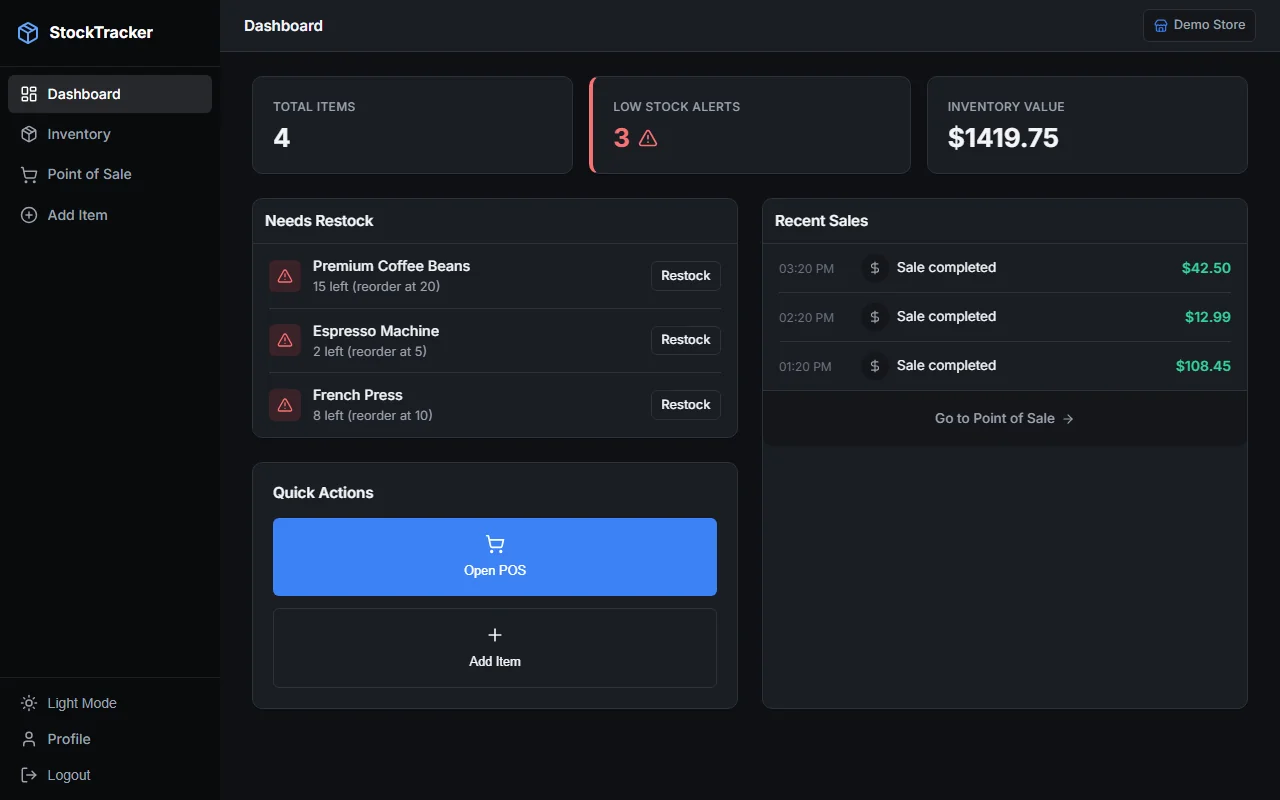 StockTracker
Dashboard
Inventory
Point of Sale
Add Item
Light Mode
Profile
Logout
Dashboard
Demo Store
TOTAL ITEMS
4
LOW STOCK ALERTS
3
INVENTORY VALUE
$1419.75
Needs Restock
Premium Coffee Beans
15 left (reorder at 20)
Restock
Espresso Machine
2 left (reorder at 5)
Restock
French Press
8 left (reorder at 10)
Restock
Quick Actions
Open POS
Add Item
Recent Sales
03:20 PM $ Sale completed $42.50
02:20 PM $ Sale completed $12.99
01:20 PM $ Sale completed $108.45
Go to Point of Sale →